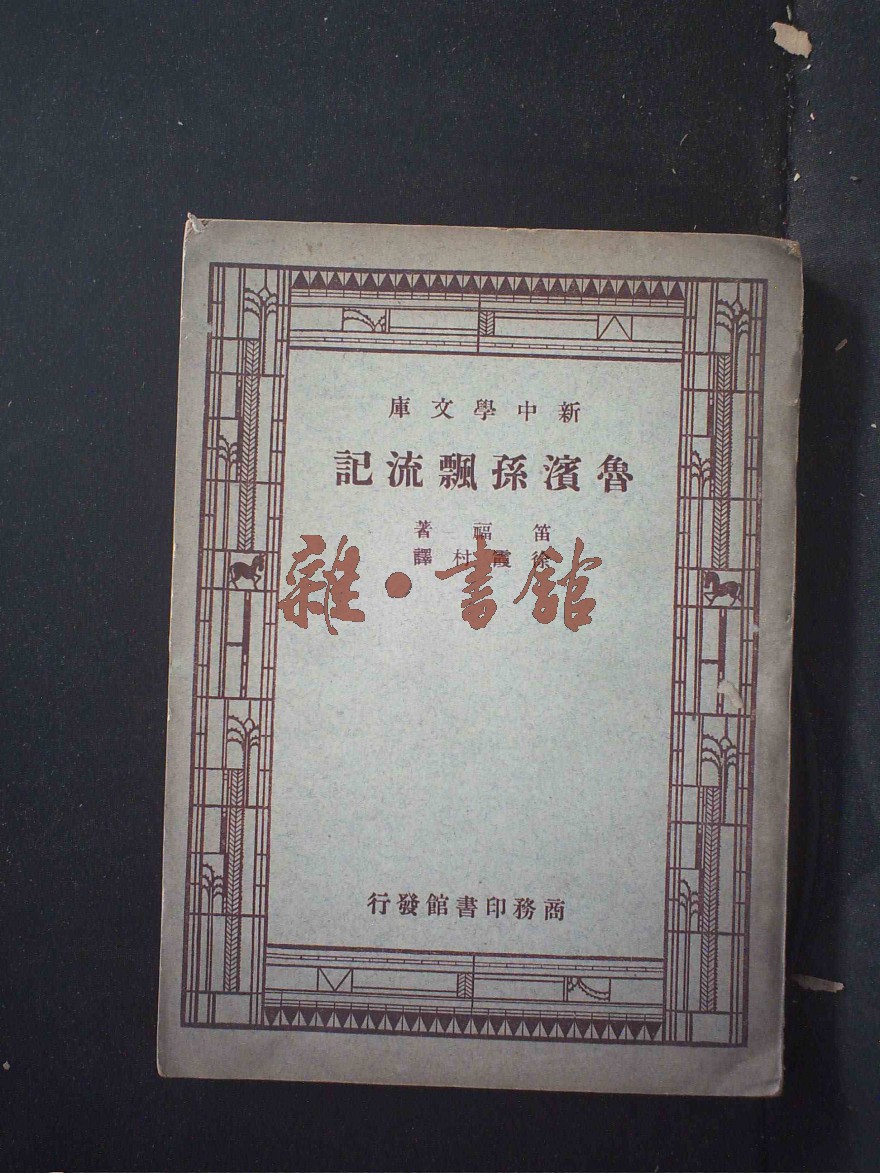 新中學文庫
魯濱孫飄流記
笛福著
徐霞村譯
雜·書館
商務印書館發行